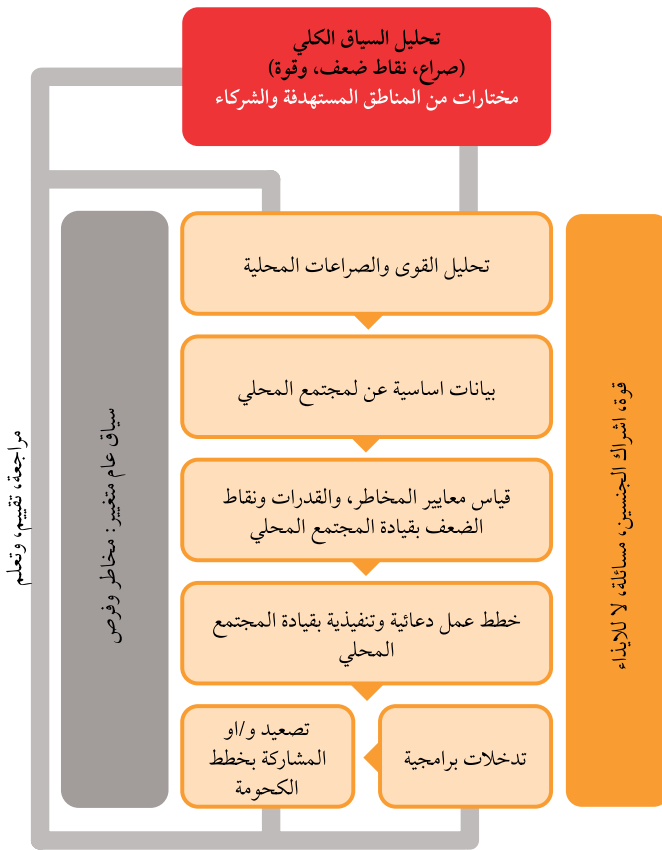 تحليل السياق الكلي
(صراع، نقاط ضعف، وقوة)
مختارات من المناطق المستهدفة والشركاء
تحليل القوى والصراعات المحلية
بيانات اساسية عن لمجتمع المحلي
قياس معايير المخاطر، والقدرات ونقاط
الضعف بقيادة المجتمع المحلي
خطط عمل دعائية وتنفيذية بقيادة المجتمع
المحلي
تدخلات برامجية
تصعيد و/او
المشاركة بخطط
الكحومة
قوة، اشراك الجنسين، مسائلة، لا للايذاء
سياق عام متغيير: مخاطر وفرص
مراجعة، تقييم، وتعلم